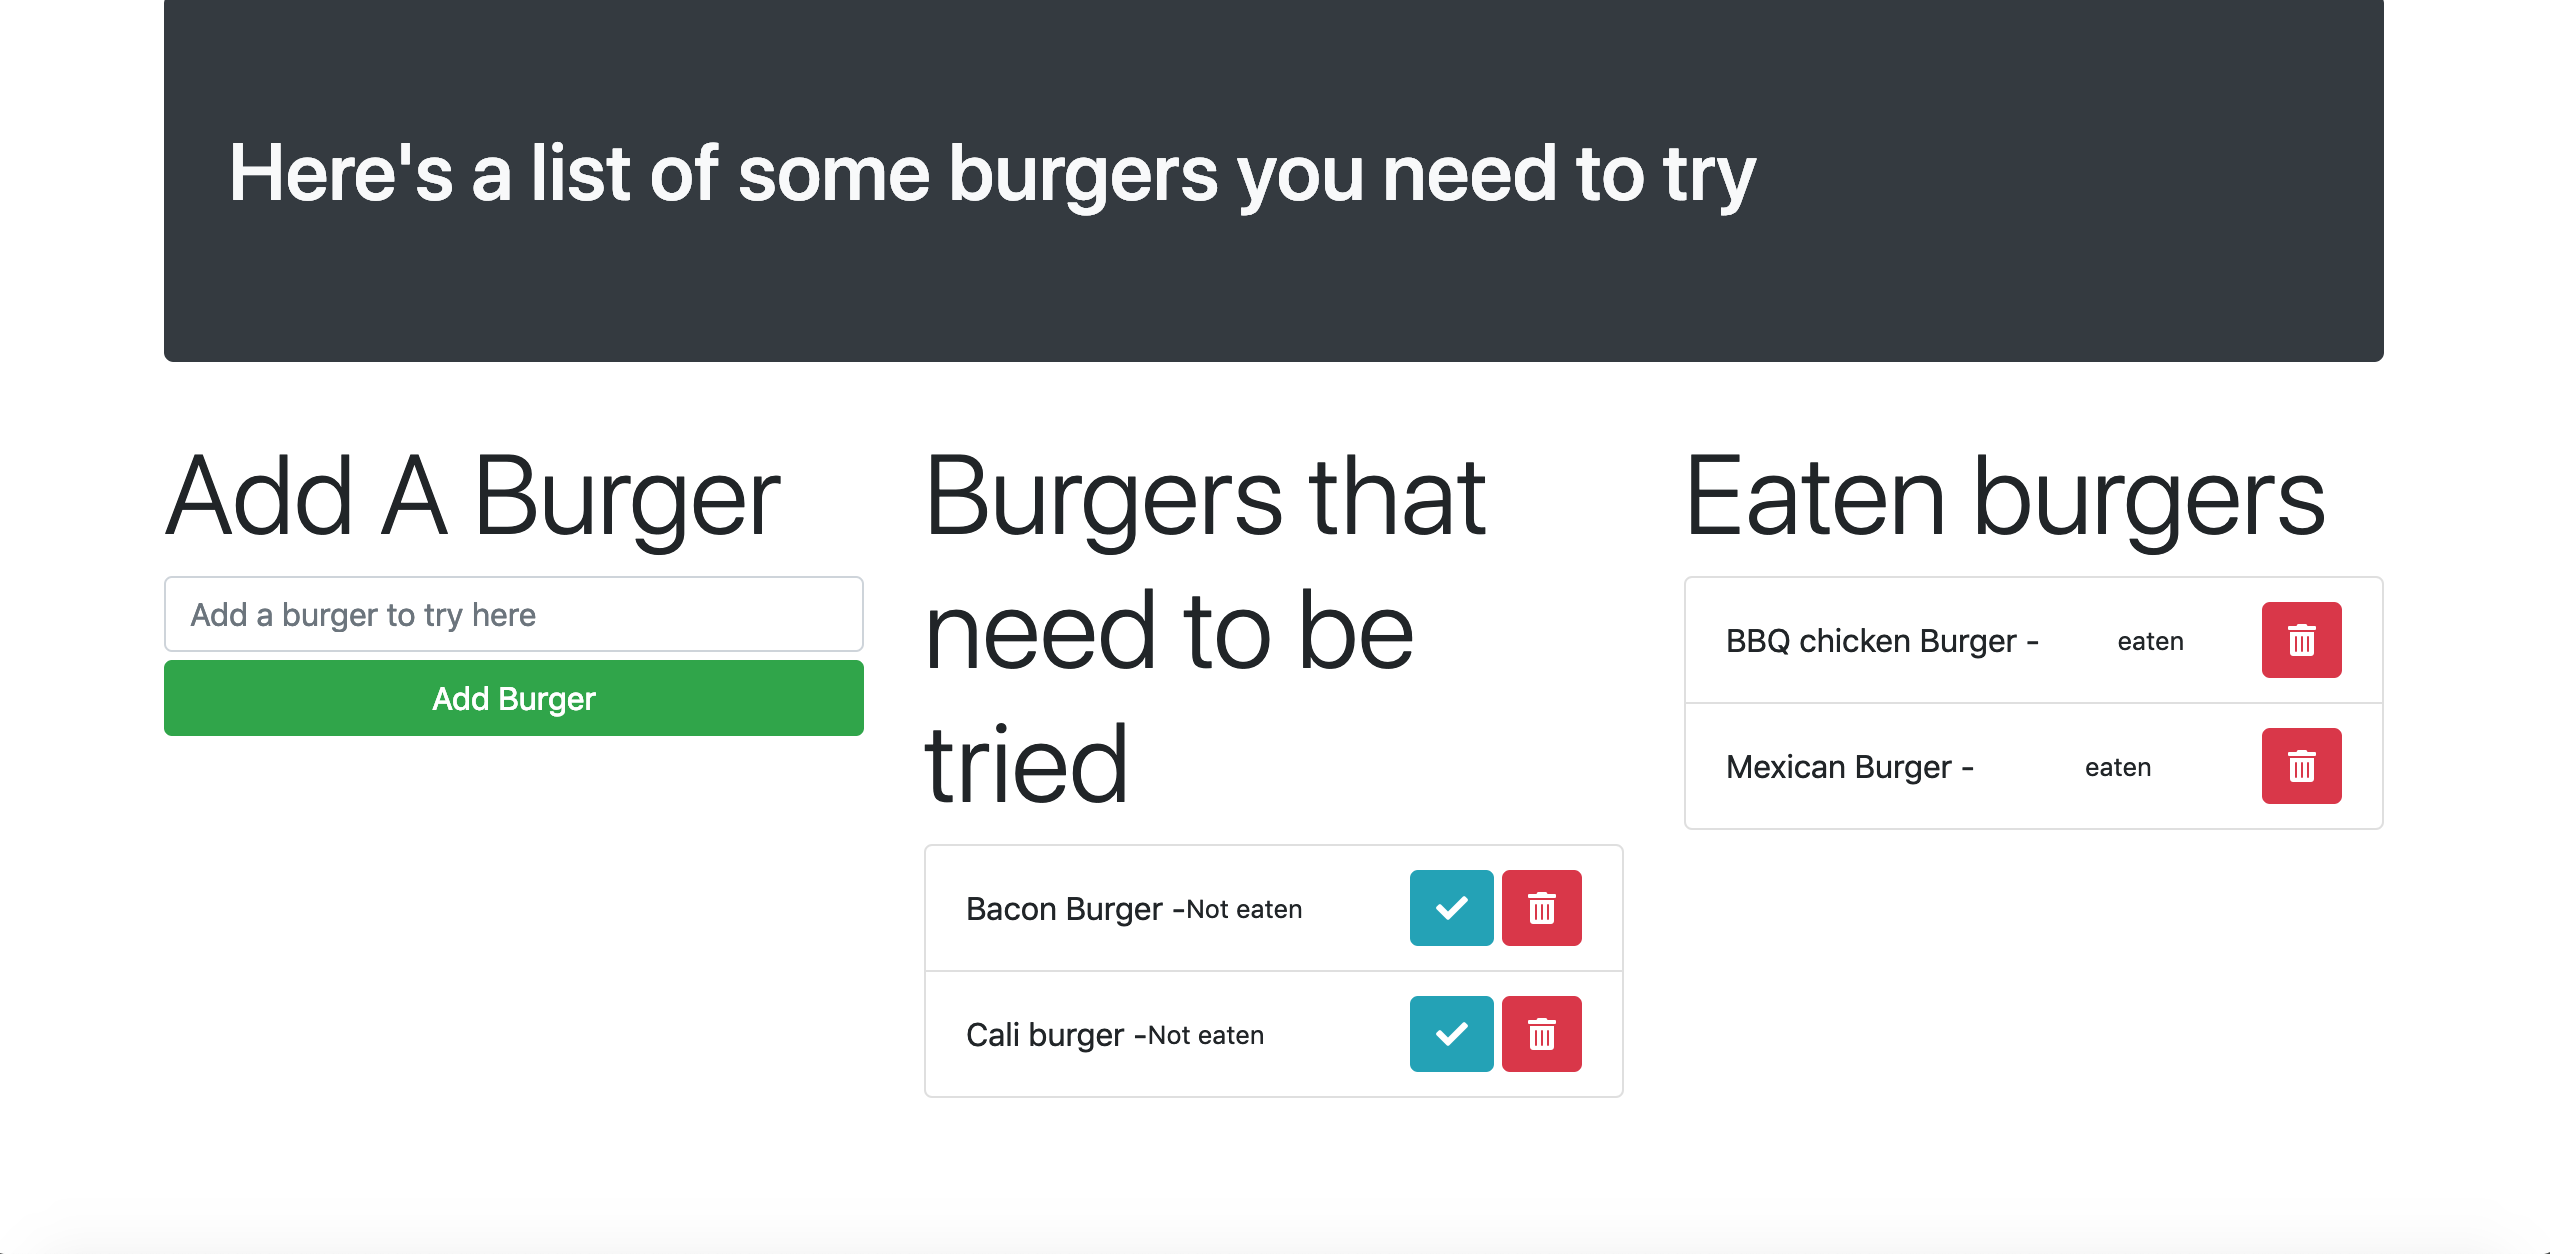 Here's a list of some burgers you need to try
Add A Burger
Add a burger to try here
Add Burger
Burgers that
need to be
tried
Bacon Burger -Not eaten
Cali burger -Not eaten
Eaten burgers
BBQ chicken Burger - eaten
Mexican Burger - eaten